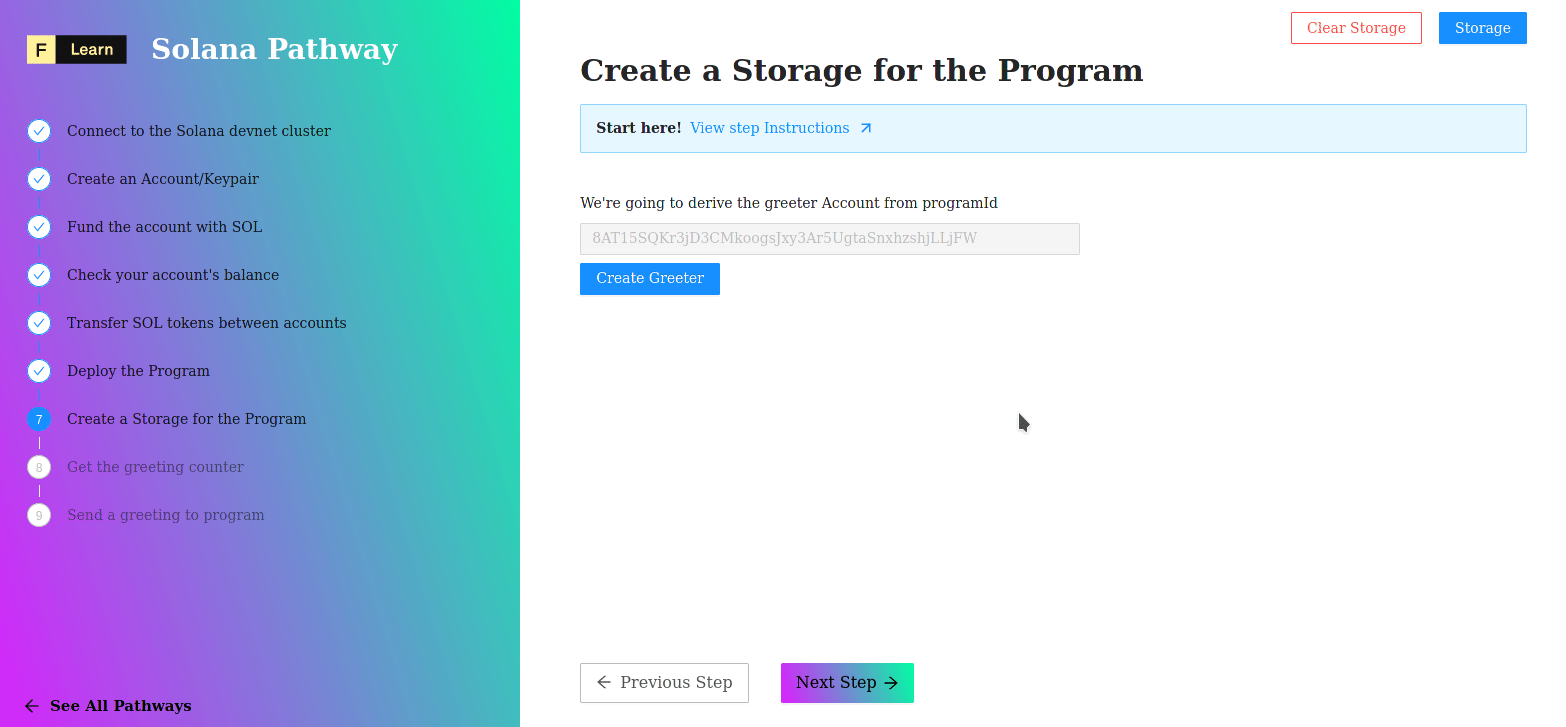 F Learn Solana Pathway
Connect to the Solana devnet cluster
Create an Account/Keypair
Fund the account with SOL
Check your account's balance
Transfer SOL tokens between accounts
Deploy the Program
7 Create a Storage for the Program
8 Get the greeting counter
9 Send a greeting to program
See All Pathways
Clear Storage Storage
Create a Storage for the Program
Start here! View step Instructions
We're going to derive the greeter Account from programId
8AT15SQKr3jD3CMkoogsJxy3Ar5UgtaSnxhzshjLLjFW
Create Greeter
Previous Step Next Step